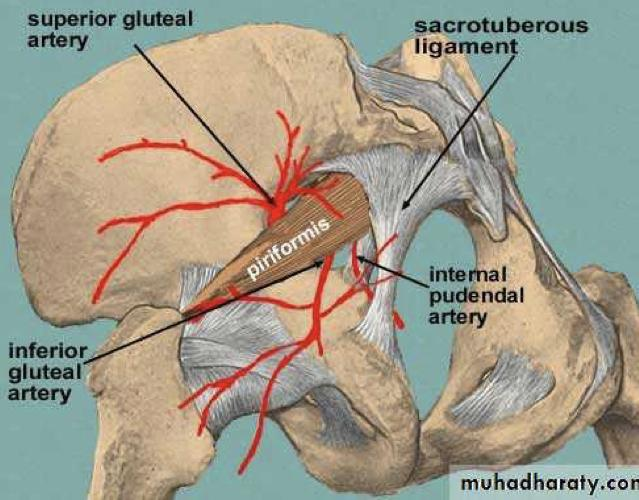 superior gluteal
artery
sacrotuberous
ligament
piriformis
internal
pudendal
artery
inferior
gluteal
artery
muhadharaty.com